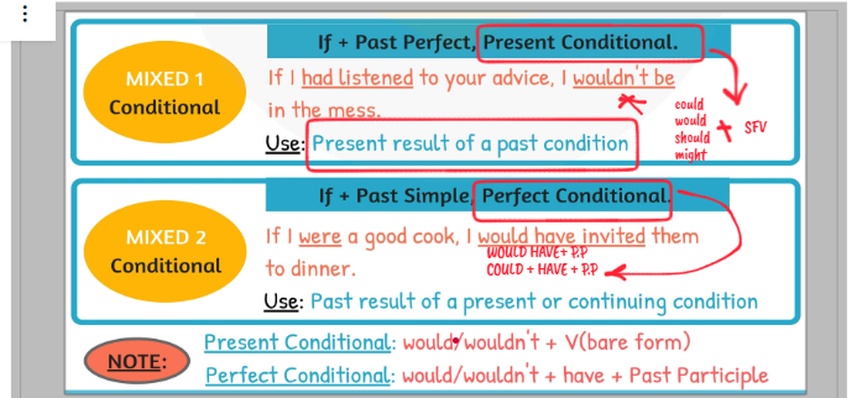 If + Past Perfect, Present Conditional.
MIXED 1
Conditional
If I had listened to your advice, I wouldn't be
in the mess.
could
would
should
might
+ SFV
Use: Present result of a past condition
If + Past Simple, Perfect Conditional.
MIXED 2
Conditional
If I were a good cook, I would have invited them
to dinner.
WOULD HAVE + P.P
COULD + HAVE + P.P
Use: Past result of a present or continuing condition
NOTE:
Present Conditional: would/wouldn't + V(bare form)
Perfect Conditional: would/wouldn't + have + Past Participle